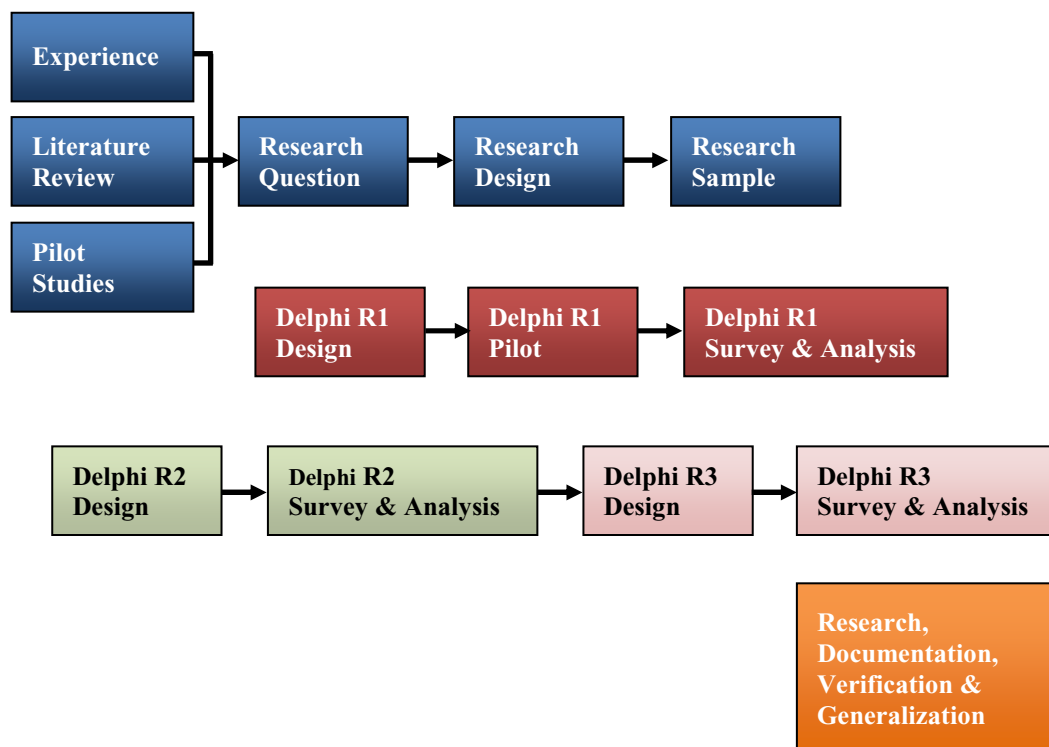 Experience
Literature
Review
Pilot
Studies
Research
Question
Research
Design
Research
Sample
Delphi R1
Design
Delphi R1
Pilot
Delphi R1
Survey & Analysis
Delphi R2
Design
Delphi R2
Survey & Analysis
Delphi R3
Design
Delphi R3
Survey & Analysis
Research,
Documentation,
Verification &
Generalization